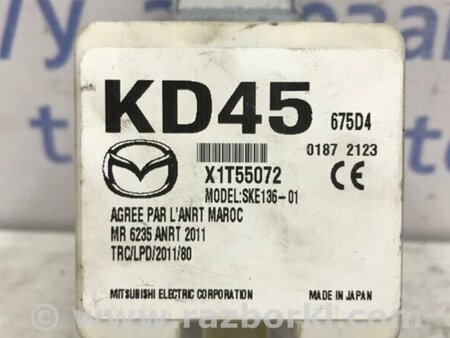 KD45 675D4
0187 2123
X1T55072
MODEL:SKE136-01
AGREE PAR L'ANRT MAROC
MR 6235 ANRT 2011
TRC/LPD/2011/80
MITSUBISHI ELECTRIC CORPORATION MADE IN JAPAN
www.razborki.com